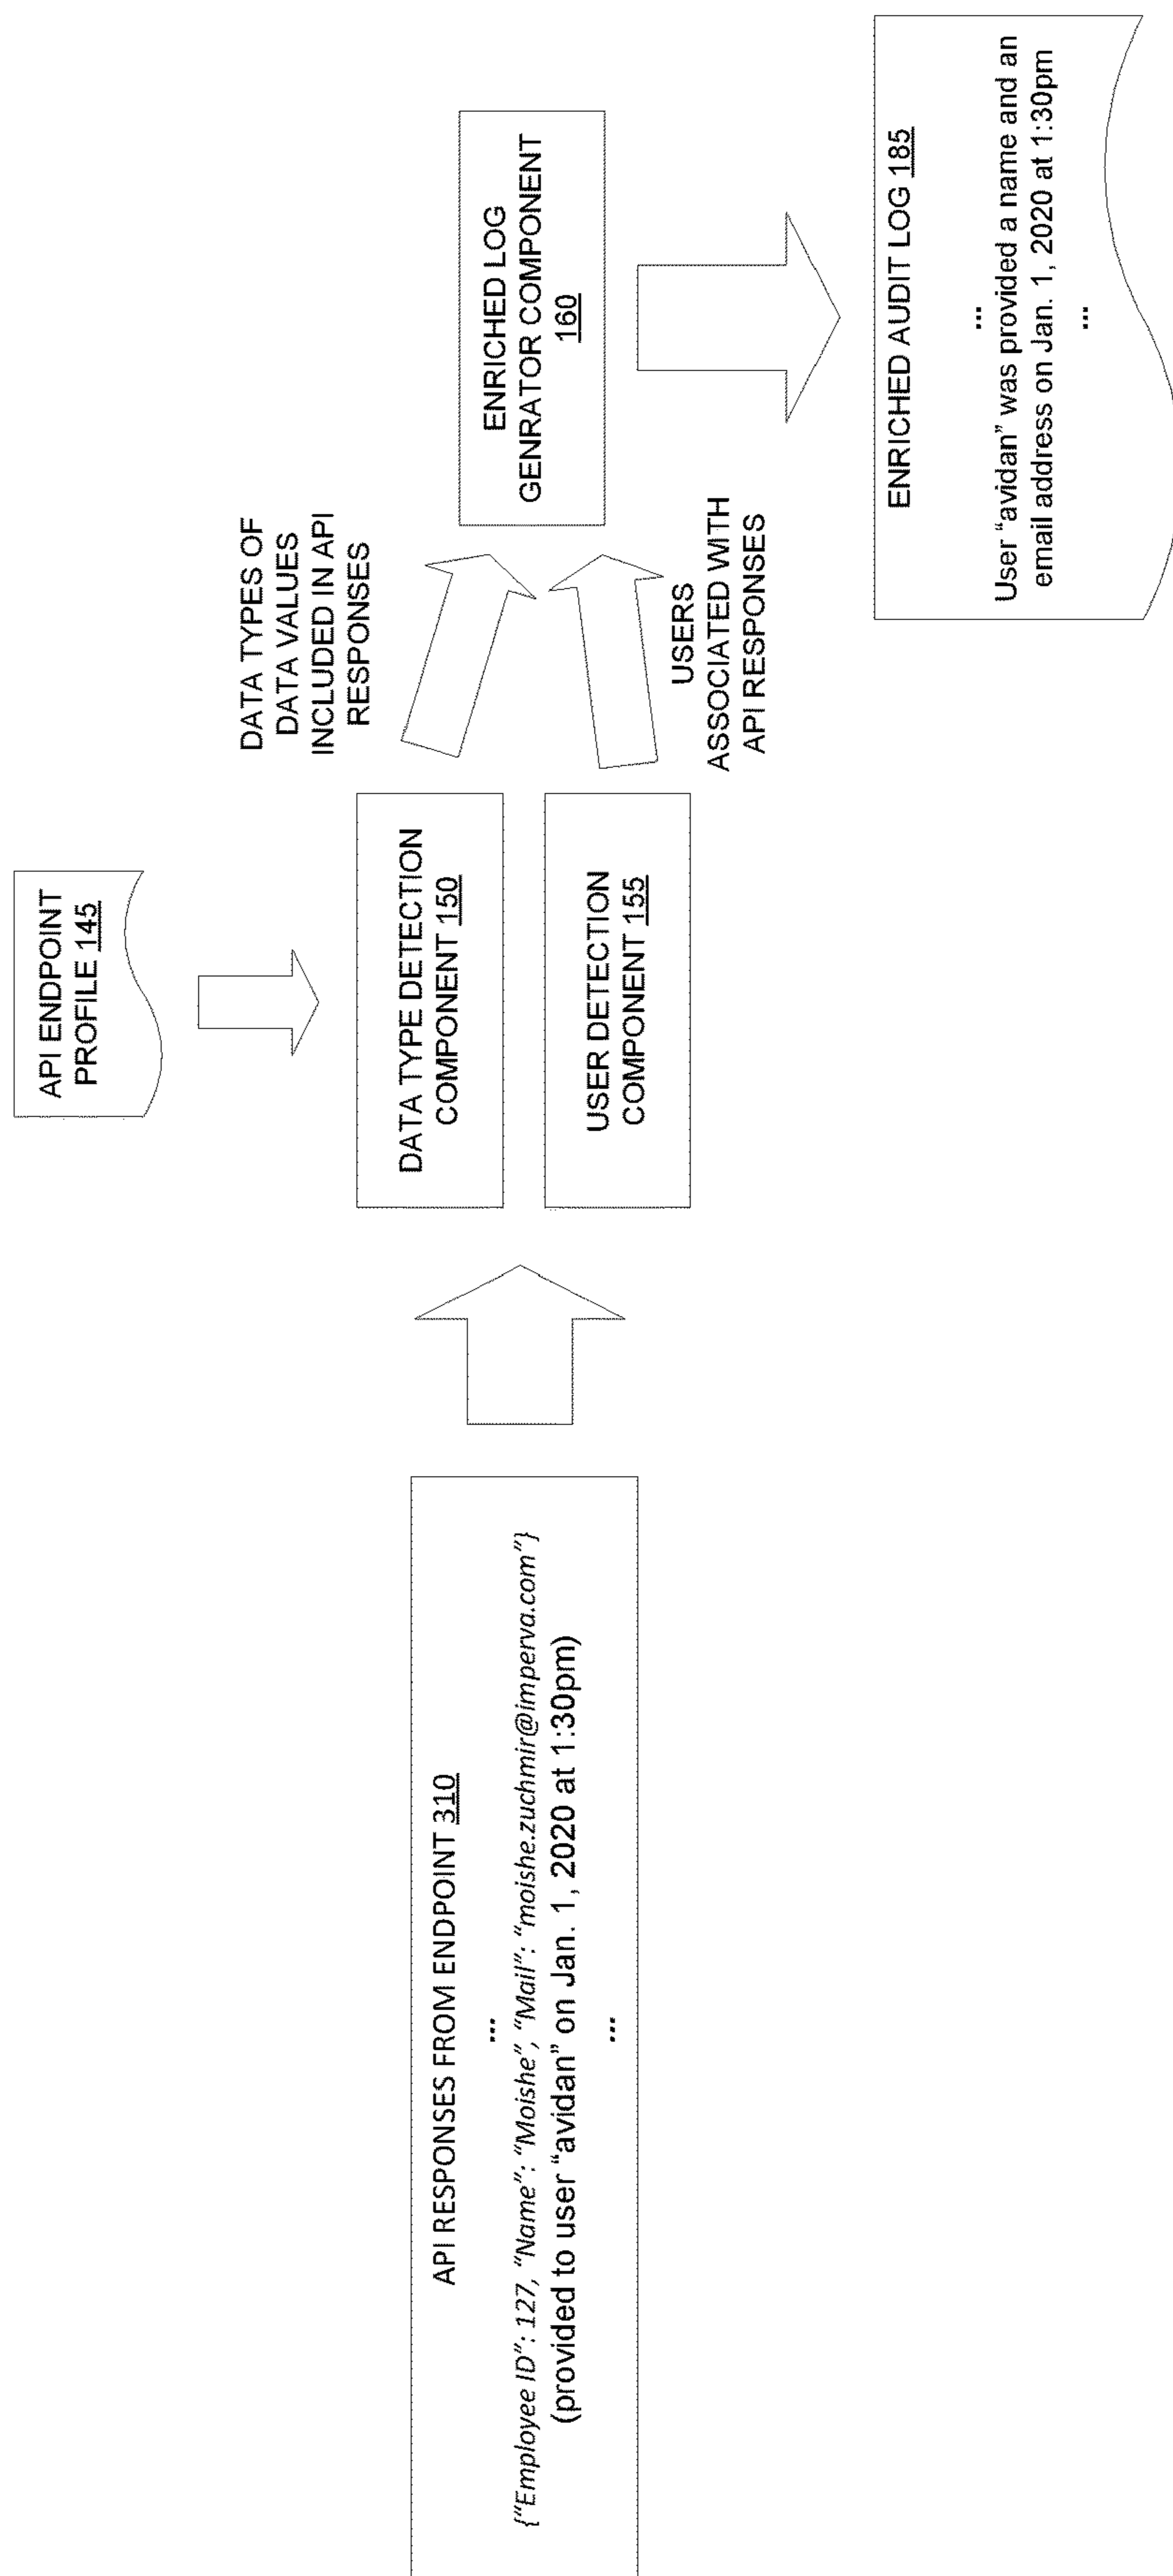 API RESPONSES FROM ENDPOINT 310
...
{"Employee ID": 127, "Name": "Moishe", "Mail": "moishe.zuchmir@imperva.com"}
(provided to user “avidan” on Jan. 1, 2020 at 1:30pm)
...
API ENDPOINT
PROFILE 145
DATA TYPE DETECTION
COMPONENT 150
USER DETECTION
COMPONENT 155
DATA TYPES OF
DATA VALUES
INCLUDED IN API
RESPONSES
USERS
ASSOCIATED WITH
API RESPONSES
ENRICHED LOG
GENRATOR COMPONENT
160
ENRICHED AUDIT LOG 185
...
User “avidan” was provided a name and an
email address on Jan. 1, 2020 at 1:30pm
...